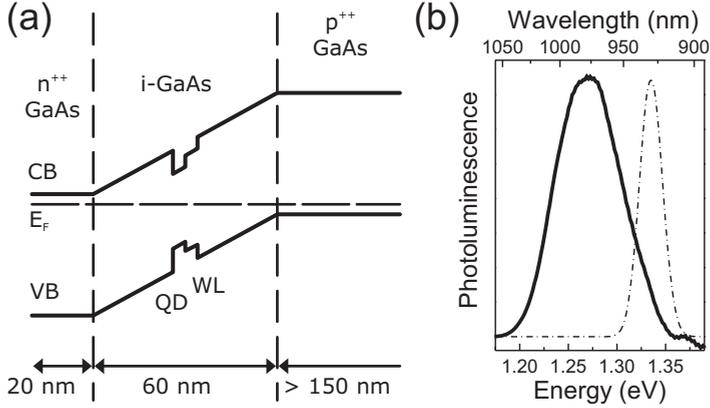 (a)
n++
GaAs
i-GaAs
p++
GaAs
CB
EF
VB
QD
WL
20 nm
60 nm
> 150 nm
(b)
Wavelength (nm)
1050 1000 950 900
Photoluminescence
1.20 1.25 1.30 1.35
Energy (eV)